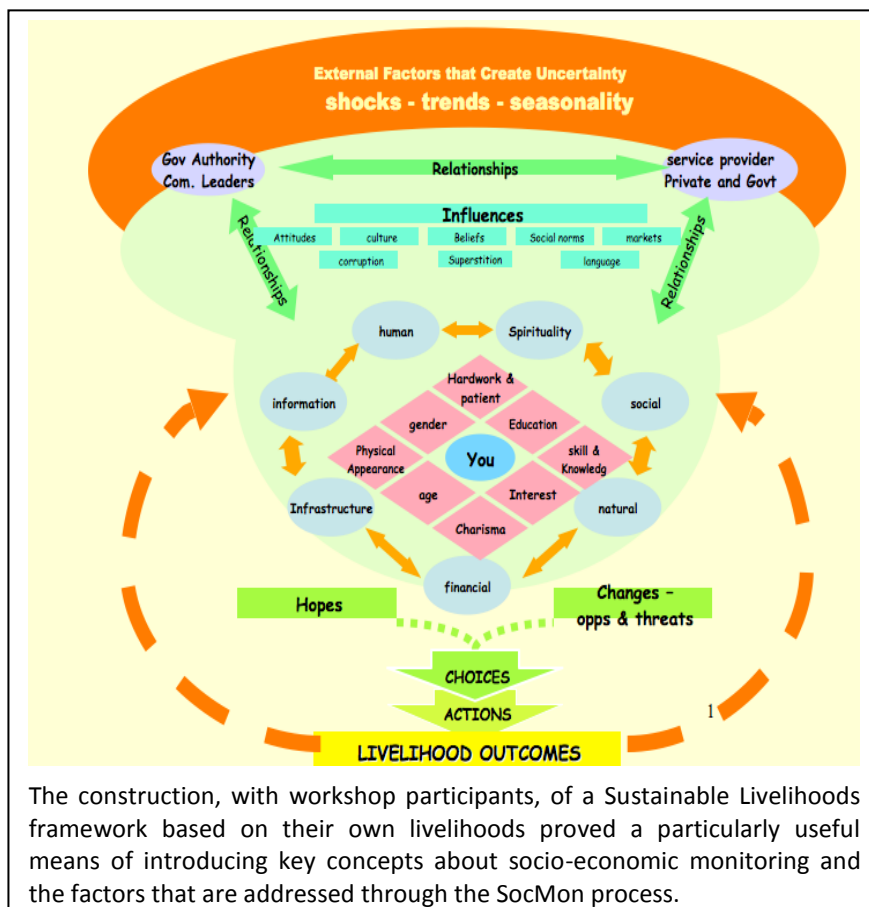 External Factors that Create Uncertainty
shocks - trends - seasonality
Gov Authority
Com. Leaders
Relationships
service provider
Private and Govt
Influences
Attitudes
culture
Beliefs
Social norms
markets
corruption
Superstition
language
Relationships
Relationships
human
Spirituality
information
social
Hardwork &
patient
gender
Education
Physical
Appearance
You
skill &
Knowledg
age
Interest
Infrastructure
natural
Charisma
financial
Hopes
Changes –
opps & threats
CHOICES
ACTIONS
1
LIVELIHOOD OUTCOMES
The construction, with workshop participants, of a Sustainable Livelihoods
framework based on their own livelihoods proved a particularly useful
means of introducing key concepts about socio-economic monitoring and
the factors that are addressed through the SocMon process.